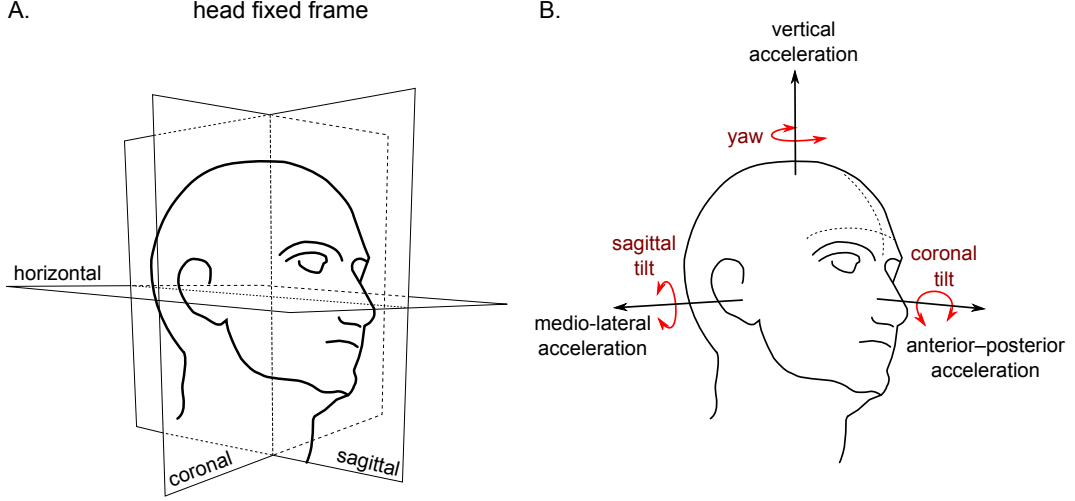 A.
head fixed frame
horizontal
coronal
sagittal
B.
vertical
acceleration
yaw
sagittal
tilt
coronal
tilt
medio-lateral
acceleration
anterior–posterior
acceleration